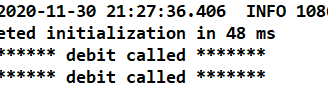 2020-11-30 21:27:36.406 INFO 108
eted initialization in 48 ms
****** debit called *******
****** debit called *******